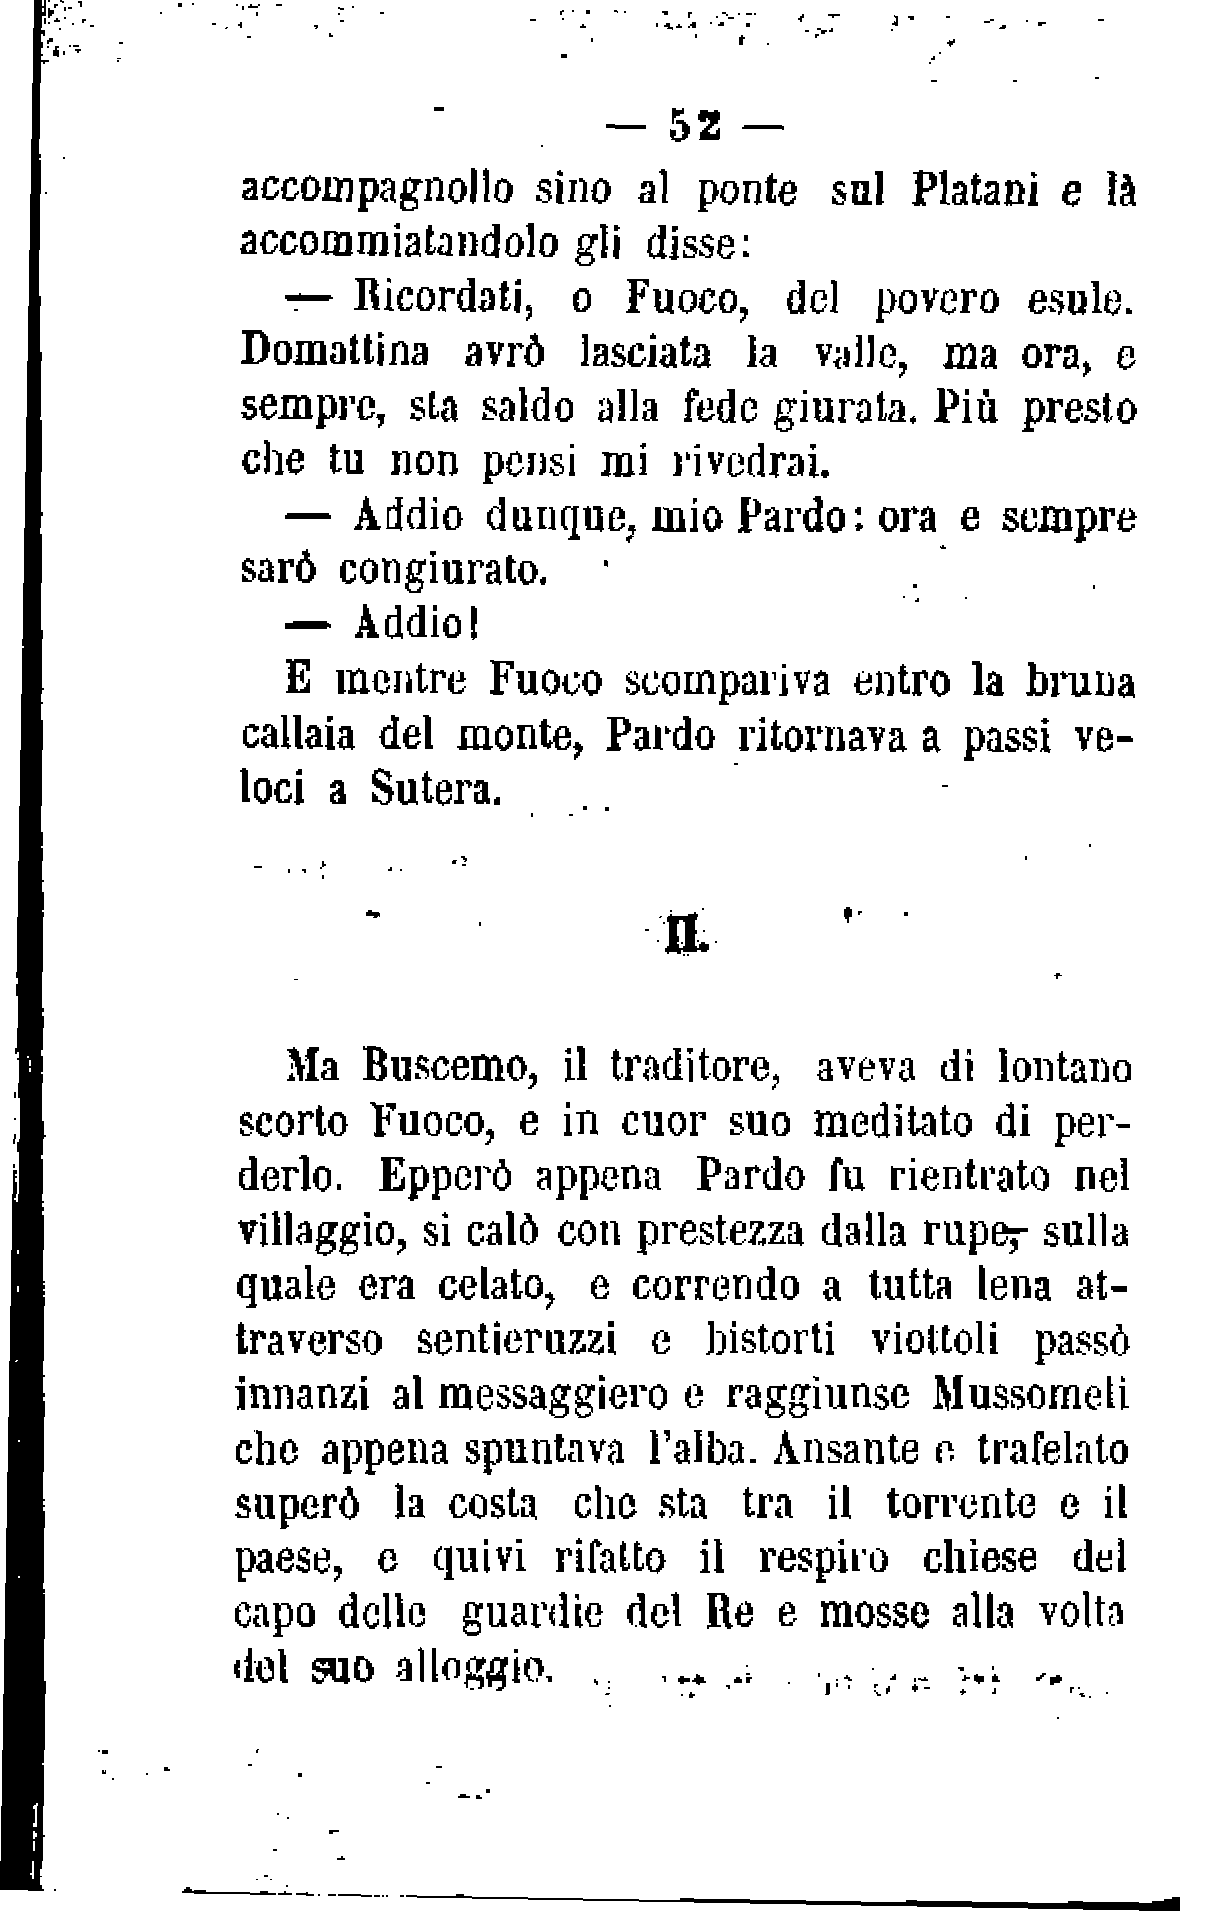 — 52 —
accompagnollo sino al ponte sul Platani e là
accommiatandolo gli disse:
— Ricordati, o Fuoco, del povero esule.
Domattina avrò lasciata la valle, ma ora, e
sempre, sta saldo alla fede giurata. Più presto
che tu non pensi mi rivedrai.
— Addio dunque, mio Pardo: ora e sempre
sarò congiurato.
— Addio!
E mentre Fuoco scompariva entro la bruna
callaia del monte, Pardo ritornava a passi ve-
loci a Sutera.
II.
Ma Buscemo, il traditore, aveva di lontano
scorto Fuoco, e in cuor suo meditato di per-
derlo. Epperò appena Pardo fu rientrato nel
villaggio, si calò con prestezza dalla rupe, sulla
quale era celato, e correndo a tutta lena at-
traverso sentieruzzi e bistorti viottoli passò
innanzi al messaggiero e raggiunse Mussomeli
che appena spuntava l'alba. Ansante e trafelato
superò la costa che sta tra il torrente e il
paese, e quivi rifatto il respiro chiese del
capo delle guardie del Re e mosse alla volta
del suo alloggio.